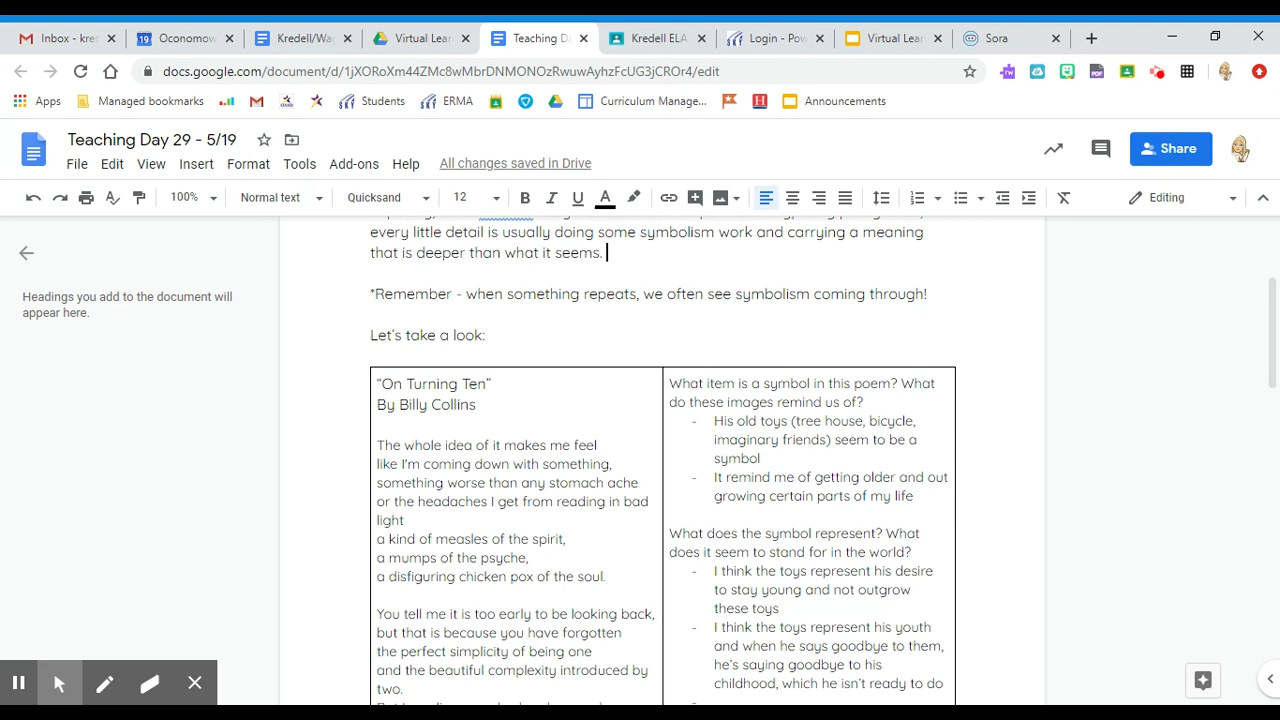 Inbox - kre
Oconomow
Kredell/Wa
Virtual Lear
Teaching D
Kredell ELA
Login - Pow
Virtual Lear
Sora
Apps
Managed bookmarks
Students
ERMA
Curriculum Manage...
Announcements
Teaching Day 29 - 5/19
File Edit View Insert Format Tools Add-ons Help All changes saved in Drive
Share
100% Normal text Quicksand 12 B I U A Editing
Headings you add to the document will
appear here.
every little detail is usually doing some symbolism work and carrying a meaning
that is deeper than what it seems.
*Remember - when something repeats, we often see symbolism coming through!
Let's take a look:
"On Turning Ten"
By Billy Collins
The whole idea of it makes me feel
like I'm coming down with something,
something worse than any stomach ache
or the headaches I get from reading in bad
light
a kind of measles of the spirit,
a mumps of the psyche,
a disfiguring chicken pox of the soul.
You tell me it is too early to be looking back,
but that is because you have forgotten
the perfect simplicity of being one
and the beautiful complexity introduced by
two.
What item is a symbol in this poem? What
do these images remind us of?
- His old toys (tree house, bicycle,
imaginary friends) seem to be a
symbol
- It remind me of getting older and out
growing certain parts of my life
What does the symbol represent? What
does it seem to stand for in the world?
- I think the toys represent his desire
to stay young and not outgrow
these toys
- I think the toys represent his youth
and when he says goodbye to them,
he's saying goodbye to his
childhood, which he isn't ready to do
-